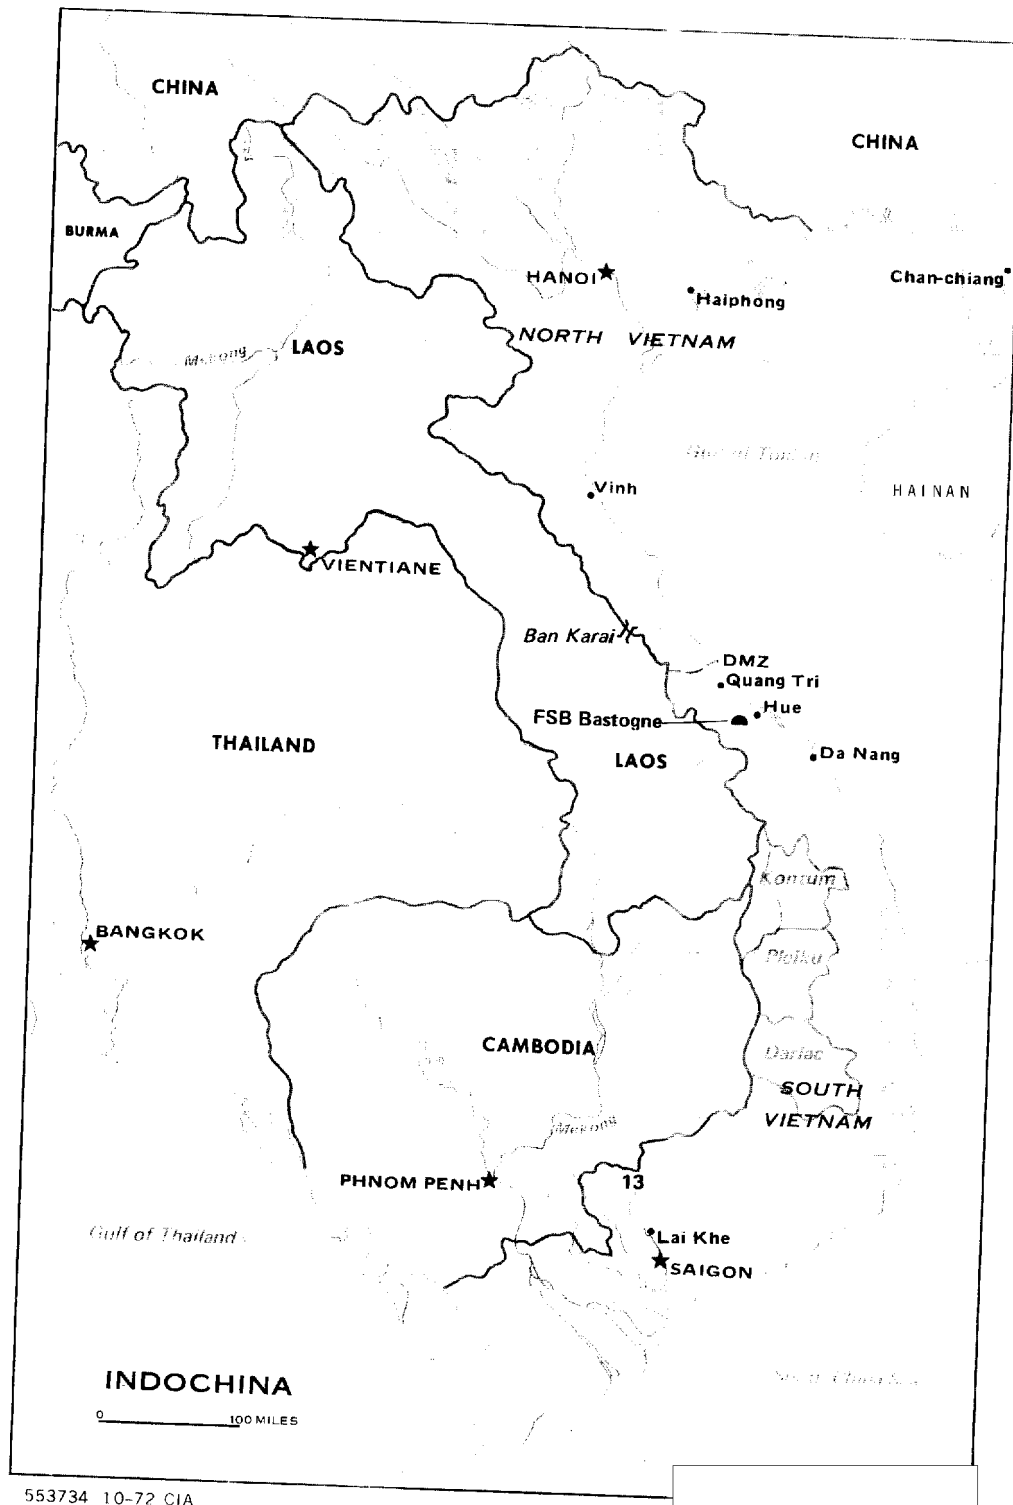 CHINA
CHINA
BURMA
HANOI
Chan-chiang
Haiphong
NORTH VIETNAM
LAOS
Mekong
Vinh
HAINAN
VIENTIANE
Ban Karai
DMZ
Quang Tri
Hue
FSB Bastogne
THAILAND
LAOS
Da Nang
Kontum
BANGKOK
Pleiku
CAMBODIA
Darlac
SOUTH
VIETNAM
Mekong
PHNOM PENH
13
Gulf of Thailand
Lai Khe
SAIGON
INDOCHINA
0 100 MILES
553734 10-72 CIA